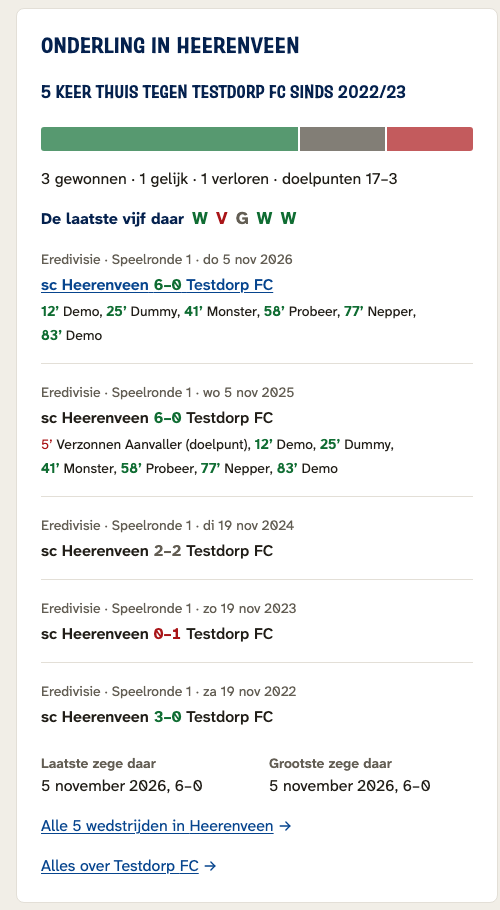 ONDERLING IN HEERENVEEN
5 KEER THUIS TEGEN TESTDORP FC SINDS 2022/23
3 gewonnen · 1 gelijk · 1 verloren · doelpunten 17–3
De laatste vijf daar W V G W W
Eredivisie · Speelronde 1 · do 5 nov 2026
sc Heerenveen 6–0 Testdorp FC
12’ Demo, 25’ Dummy, 41’ Monster, 58’ Probeer, 77’ Nepper,
83’ Demo
Eredivisie · Speelronde 1 · wo 5 nov 2025
sc Heerenveen 6–0 Testdorp FC
5’ Verzonnen Aanvaller (doelpunt), 12’ Demo, 25’ Dummy,
41’ Monster, 58’ Probeer, 77’ Nepper, 83’ Demo
Eredivisie · Speelronde 1 · di 19 nov 2024
sc Heerenveen 2–2 Testdorp FC
Eredivisie · Speelronde 1 · zo 19 nov 2023
sc Heerenveen 0–1 Testdorp FC
Eredivisie · Speelronde 1 · za 19 nov 2022
sc Heerenveen 3–0 Testdorp FC
Laatste zege daar
5 november 2026, 6–0
Grootste zege daar
5 november 2026, 6–0
Alle 5 wedstrijden in Heerenveen →
Alles over Testdorp FC →